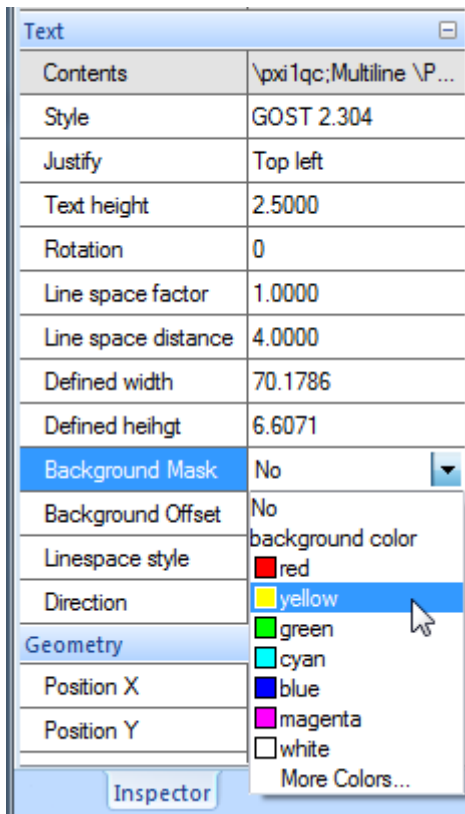 Text
Contents \pxi1qc;Multiline \P...
Style GOST 2.304
Justify Top left
Text height 2.5000
Rotation 0
Line space factor 1.0000
Line space distance 4.0000
Defined width 70.1786
Defined heihgt 6.6071
Background Mask No
Background Offset
Linespace style
Direction
Geometry
Position X
Position Y
No
background color
red
yellow
green
cyan
blue
magenta
white
More Colors...
Inspector